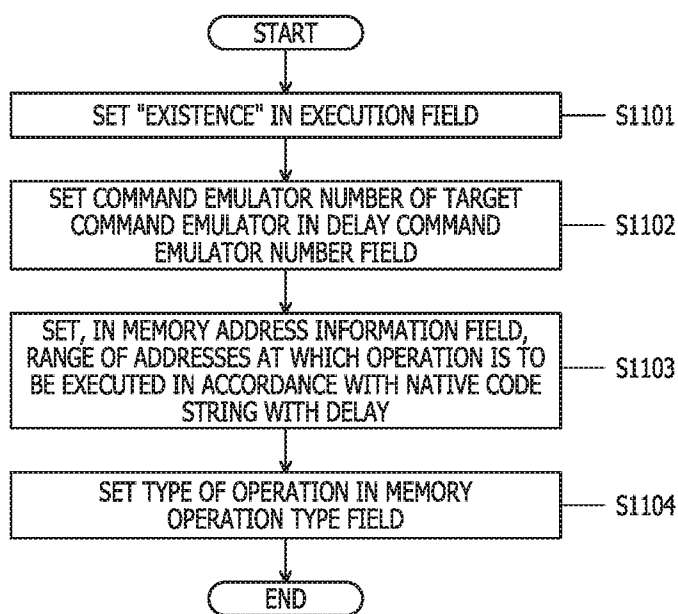 START
SET "EXISTENCE" IN EXECUTION FIELD
S1101
SET COMMAND EMULATOR NUMBER OF TARGET
COMMAND EMULATOR IN DELAY COMMAND
EMULATOR NUMBER FIELD
S1102
SET, IN MEMORY ADDRESS INFORMATION FIELD,
RANGE OF ADDRESSES AT WHICH OPERATION IS TO
BE EXECUTED IN ACCORDANCE WITH NATIVE CODE
STRING WITH DELAY
S1103
SET TYPE OF OPERATION IN MEMORY
OPERATION TYPE FIELD
S1104
END